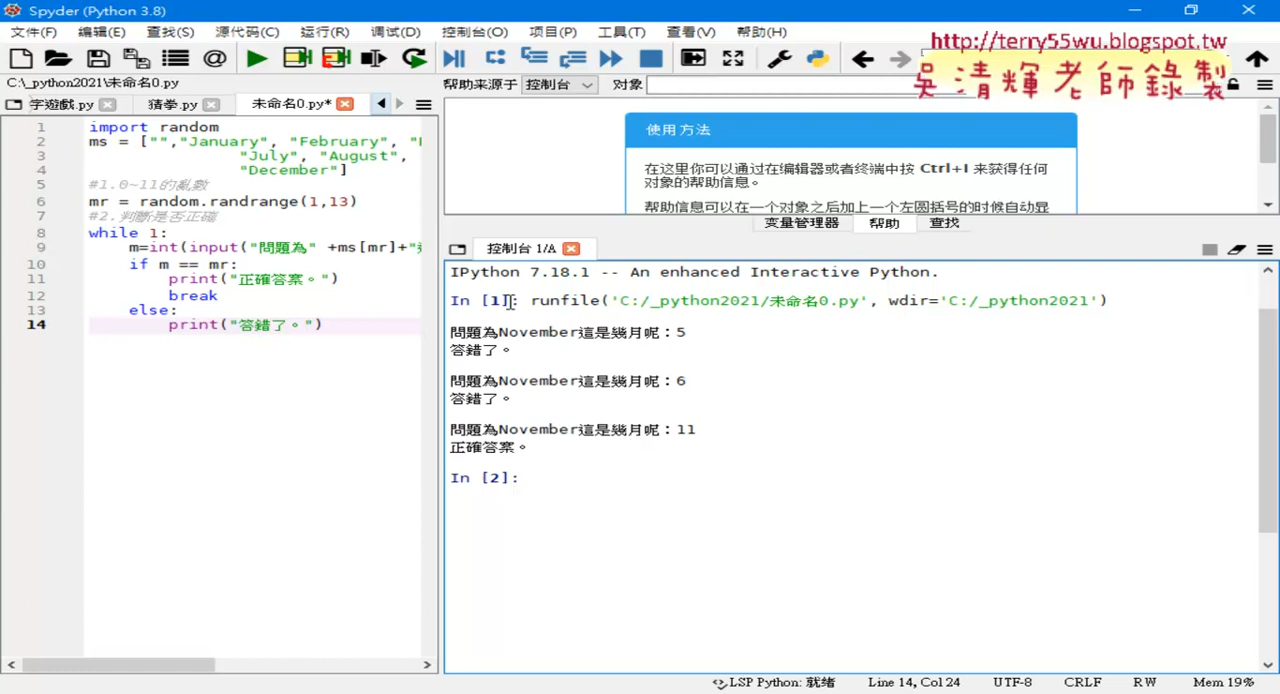 Spyder (Python 3.8)
文件(F) 编辑(E) 查找(S) 源代码(C) 运行(R) 调试(D) 控制台(O) 项目(P) 工具(T) 查看(V) 帮助(H)
http://terry55wu.blogspot.tw
吳清輝老師錄製
C:\_python2021\未命名0.py
帮助来源于 控制台 对象
字遊戲.py 猜拳.py 未命名0.py*
1 import random
2 ms = ["","January", "February", "
3 "July", "August",
4 "December"]
5 #1.0~11的亂數
6 mr = random.randrange(1,13)
7 #2.判斷是否正確
8 while 1:
9 m=int(input("問題為" +ms[mr]+"
10 if m == mr:
11 print("正確答案。")
12 break
13 else:
14 print("答錯了。")
使用方法
在这里你可以通过在编辑器或者终端中按 Ctrl+I 来获得任何
对象的帮助信息。
帮助信息可以在一个对象之后加上一个左圆括号的时候自动显
变量管理器 帮助 查找
控制台 1/A
IPython 7.18.1 -- An enhanced Interactive Python.
In [1]: runfile('C:/_python2021/未命名0.py', wdir='C:/_python2021')
問題為November這是幾月呢：5
答錯了。
問題為November這是幾月呢：6
答錯了。
問題為November這是幾月呢：11
正確答案。
In [2]:
LSP Python: 就绪 Line 14, Col 24 UTF-8 CRLF RW Mem 19%